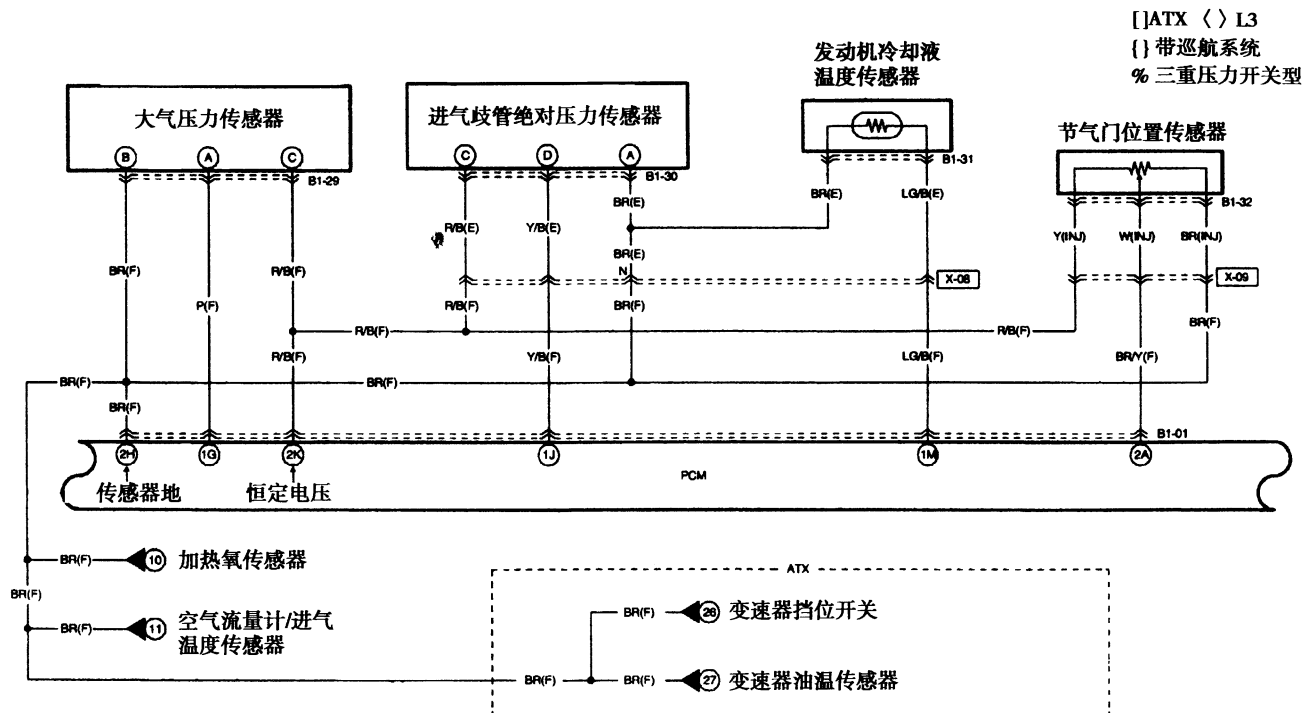 [ ]ATX 〈 〉 L3
{ } 带巡航系统
% 三重压力开关型
发动机冷却液
温度传感器
大气压力传感器
进气歧管绝对压力传感器
节气门位置传感器
B A C
B1-29
C D A
B1-30
B1-31
B1-32
BR(E)
R/B(E)
Y/B(E)
BR(E)
LG/B(E)
Y(INJ)
W(INJ)
BR(INJ)
BR(F)
P(F)
R/B(F)
BR(E)
N
X-08
X-09
R/B(F)
BR(F)
BR(F)
R/B(F)
R/B(F)
R/B(F)
Y/B(F)
LG/B(F)
BR/Y(F)
BR(F)
BR(F)
BR(F)
B1-01
2H 1G 2K 1J 1M 2A
PCM
传感器地
恒定电压
BR(F)
10
加热氧传感器
ATX
BR(F)
BR(F)
11
空气流量计/进气
温度传感器
BR(F)
26
变速器挡位开关
BR(F)
BR(F)
27
变速器油温传感器